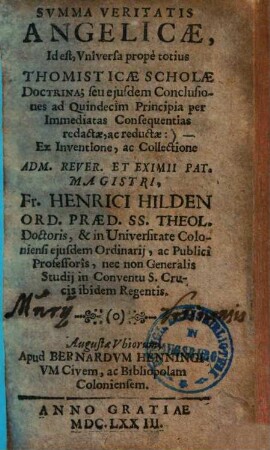 SVMMA VERITATIS
ANGELICÆ,
Id est, Vniversa propè totius
THOMISTICÆ SCHOLÆ
DOCTRINA; seu ejusdem Conclusio-
nes ad Quindecim Principia per
Immediatas Consequentias
redactæ, ac reductæ:) —
Ex Inventione, ac Collectione
ADM. REVER. ET EXIMII PAT.
MAGISTRI,
Fr. HENRICI HILDEN
ORD. PRÆD. SS. THEOL.
Doctoris, & in Universitate Colo-
niensi ejusdem Ordinarij, ac Publici
Professoris, nec non Generalis
Studij in Conventu S. Cru-
cis ibidem Regentis.
(o)
Augustæ Vbiorum
Apud BERNARDVM HENNINGI-
VM Civem, ac Bibliopolam
Coloniensem.
ANNO GRATIAE
MDC.LXXIII.